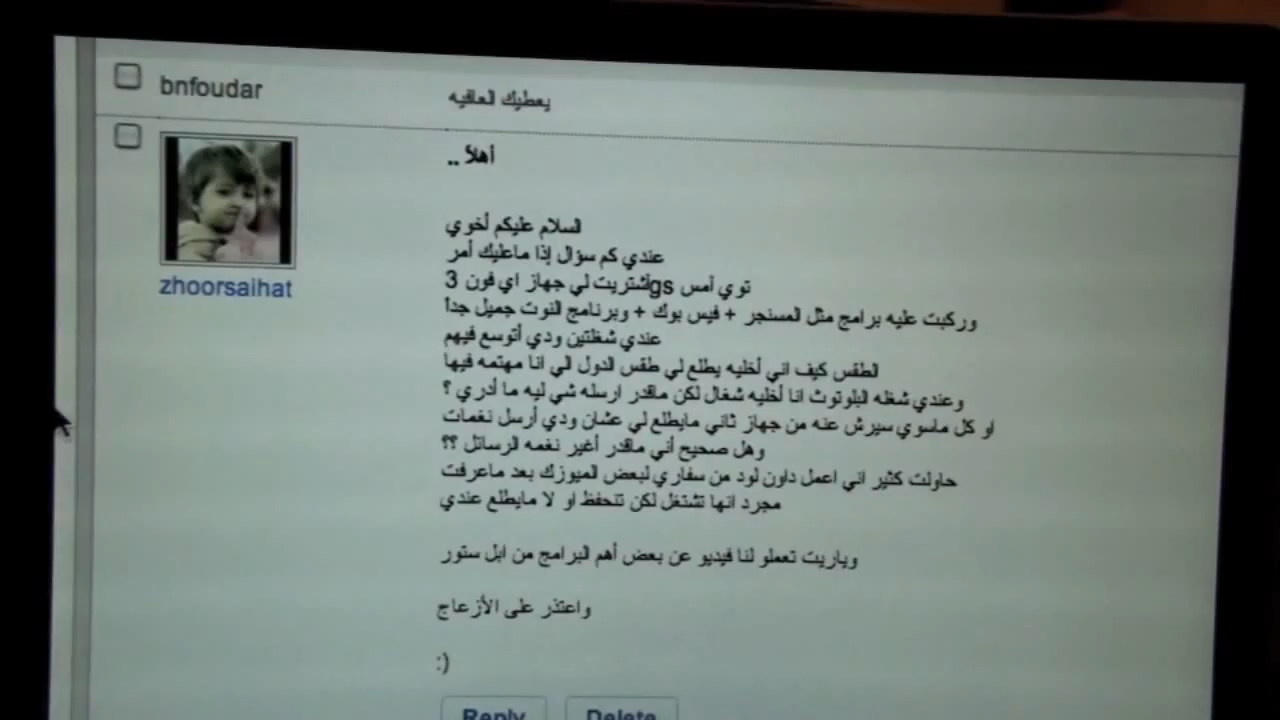 bnfoudar
يعطيك العافيه
أهلاً ..
zhoorsaihat
السلام عليكم أخوي
عندي كم سؤال إذا ماعليك أمر
توي أمس gsأشتريت لي جهاز اي فون 3
وركبت عليه برامج مثل المسنجر + فيس بوك + وبرنامج النوت جميل جداً
عندي شغلتين ودي أتوسع فيهم
الطقس كيف اني أخليه يطلع لي طقس الدول الي انا مهتمه فيها
وعندي شغله البلوتوث انا أخليه شغال لكن ماقدر ارسله شي ليه ما أدري ؟
او كل ماسوي سيرش عنه من جهاز ثاني مايطلع لي عشان ودي أرسل نغمات
وهل صحيح أني ماقدر أغير نغمه الرسائل ؟؟
حاولت كثير اني اعمل داون لود من سفاري لبعض الميوزك بعد ماعرفت
مجرد انها تشتغل لكن تنحفظ او لا مايطلع عندي
وياريت تعملو لنا فيديو عن بعض أهم البرامج من ابل ستور
واعتذر على الأزعاج
:)
Reply
Delete